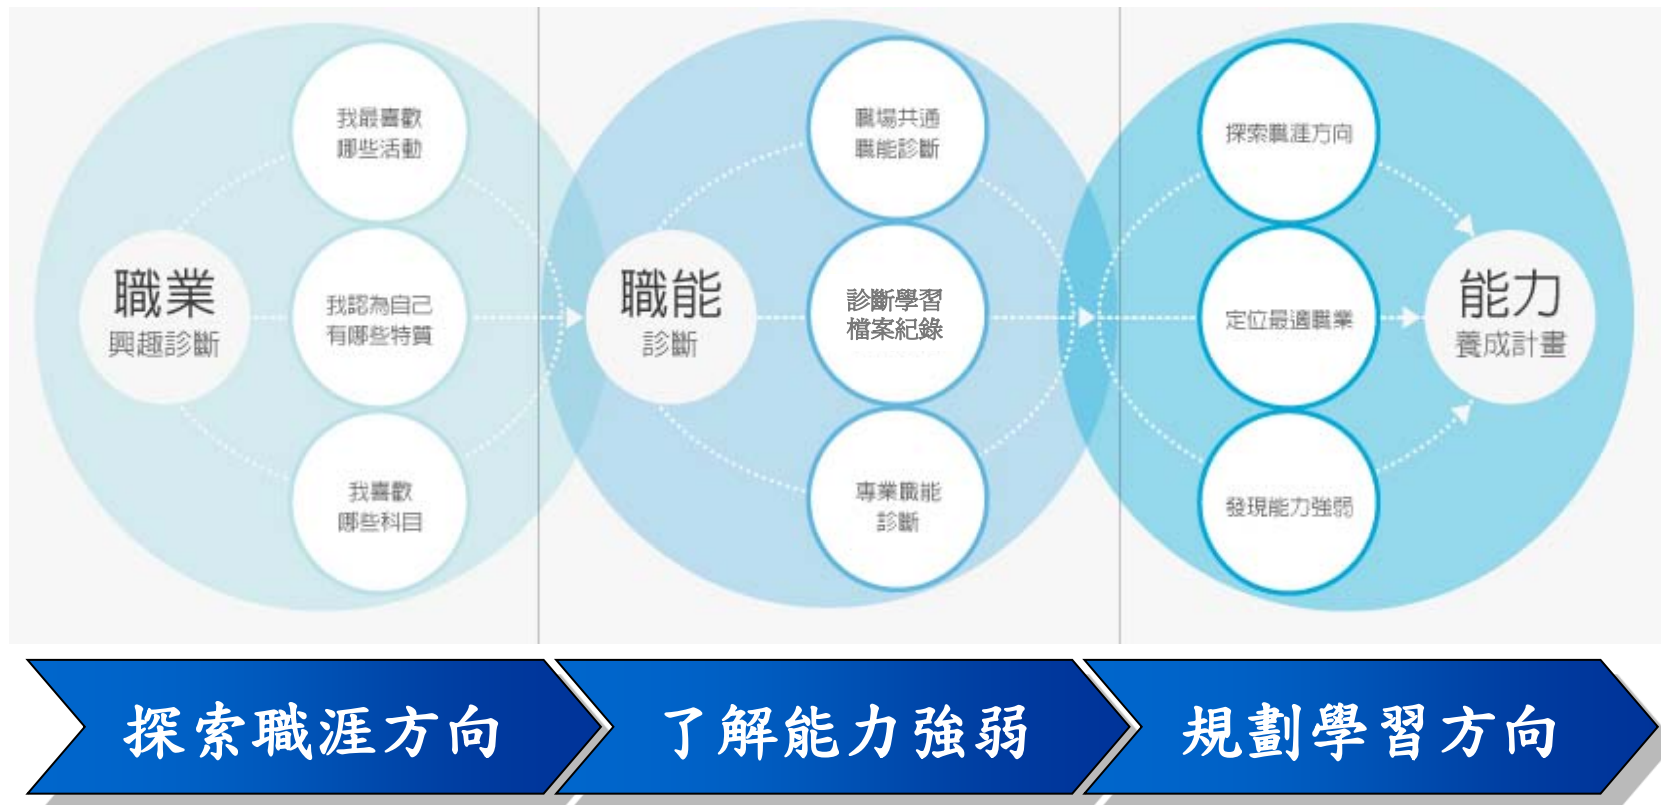 職業
興趣診斷
我最喜歡
哪些活動
我認為自己
有哪些特質
我喜歡
哪些科目
職能
診斷
職場共通
職能診斷
診斷學習
檔案紀錄
專業職能
診斷
探索職涯方向
定位最適職業
發現能力強弱
能力
養成計畫
探索職涯方向
了解能力強弱
規劃學習方向